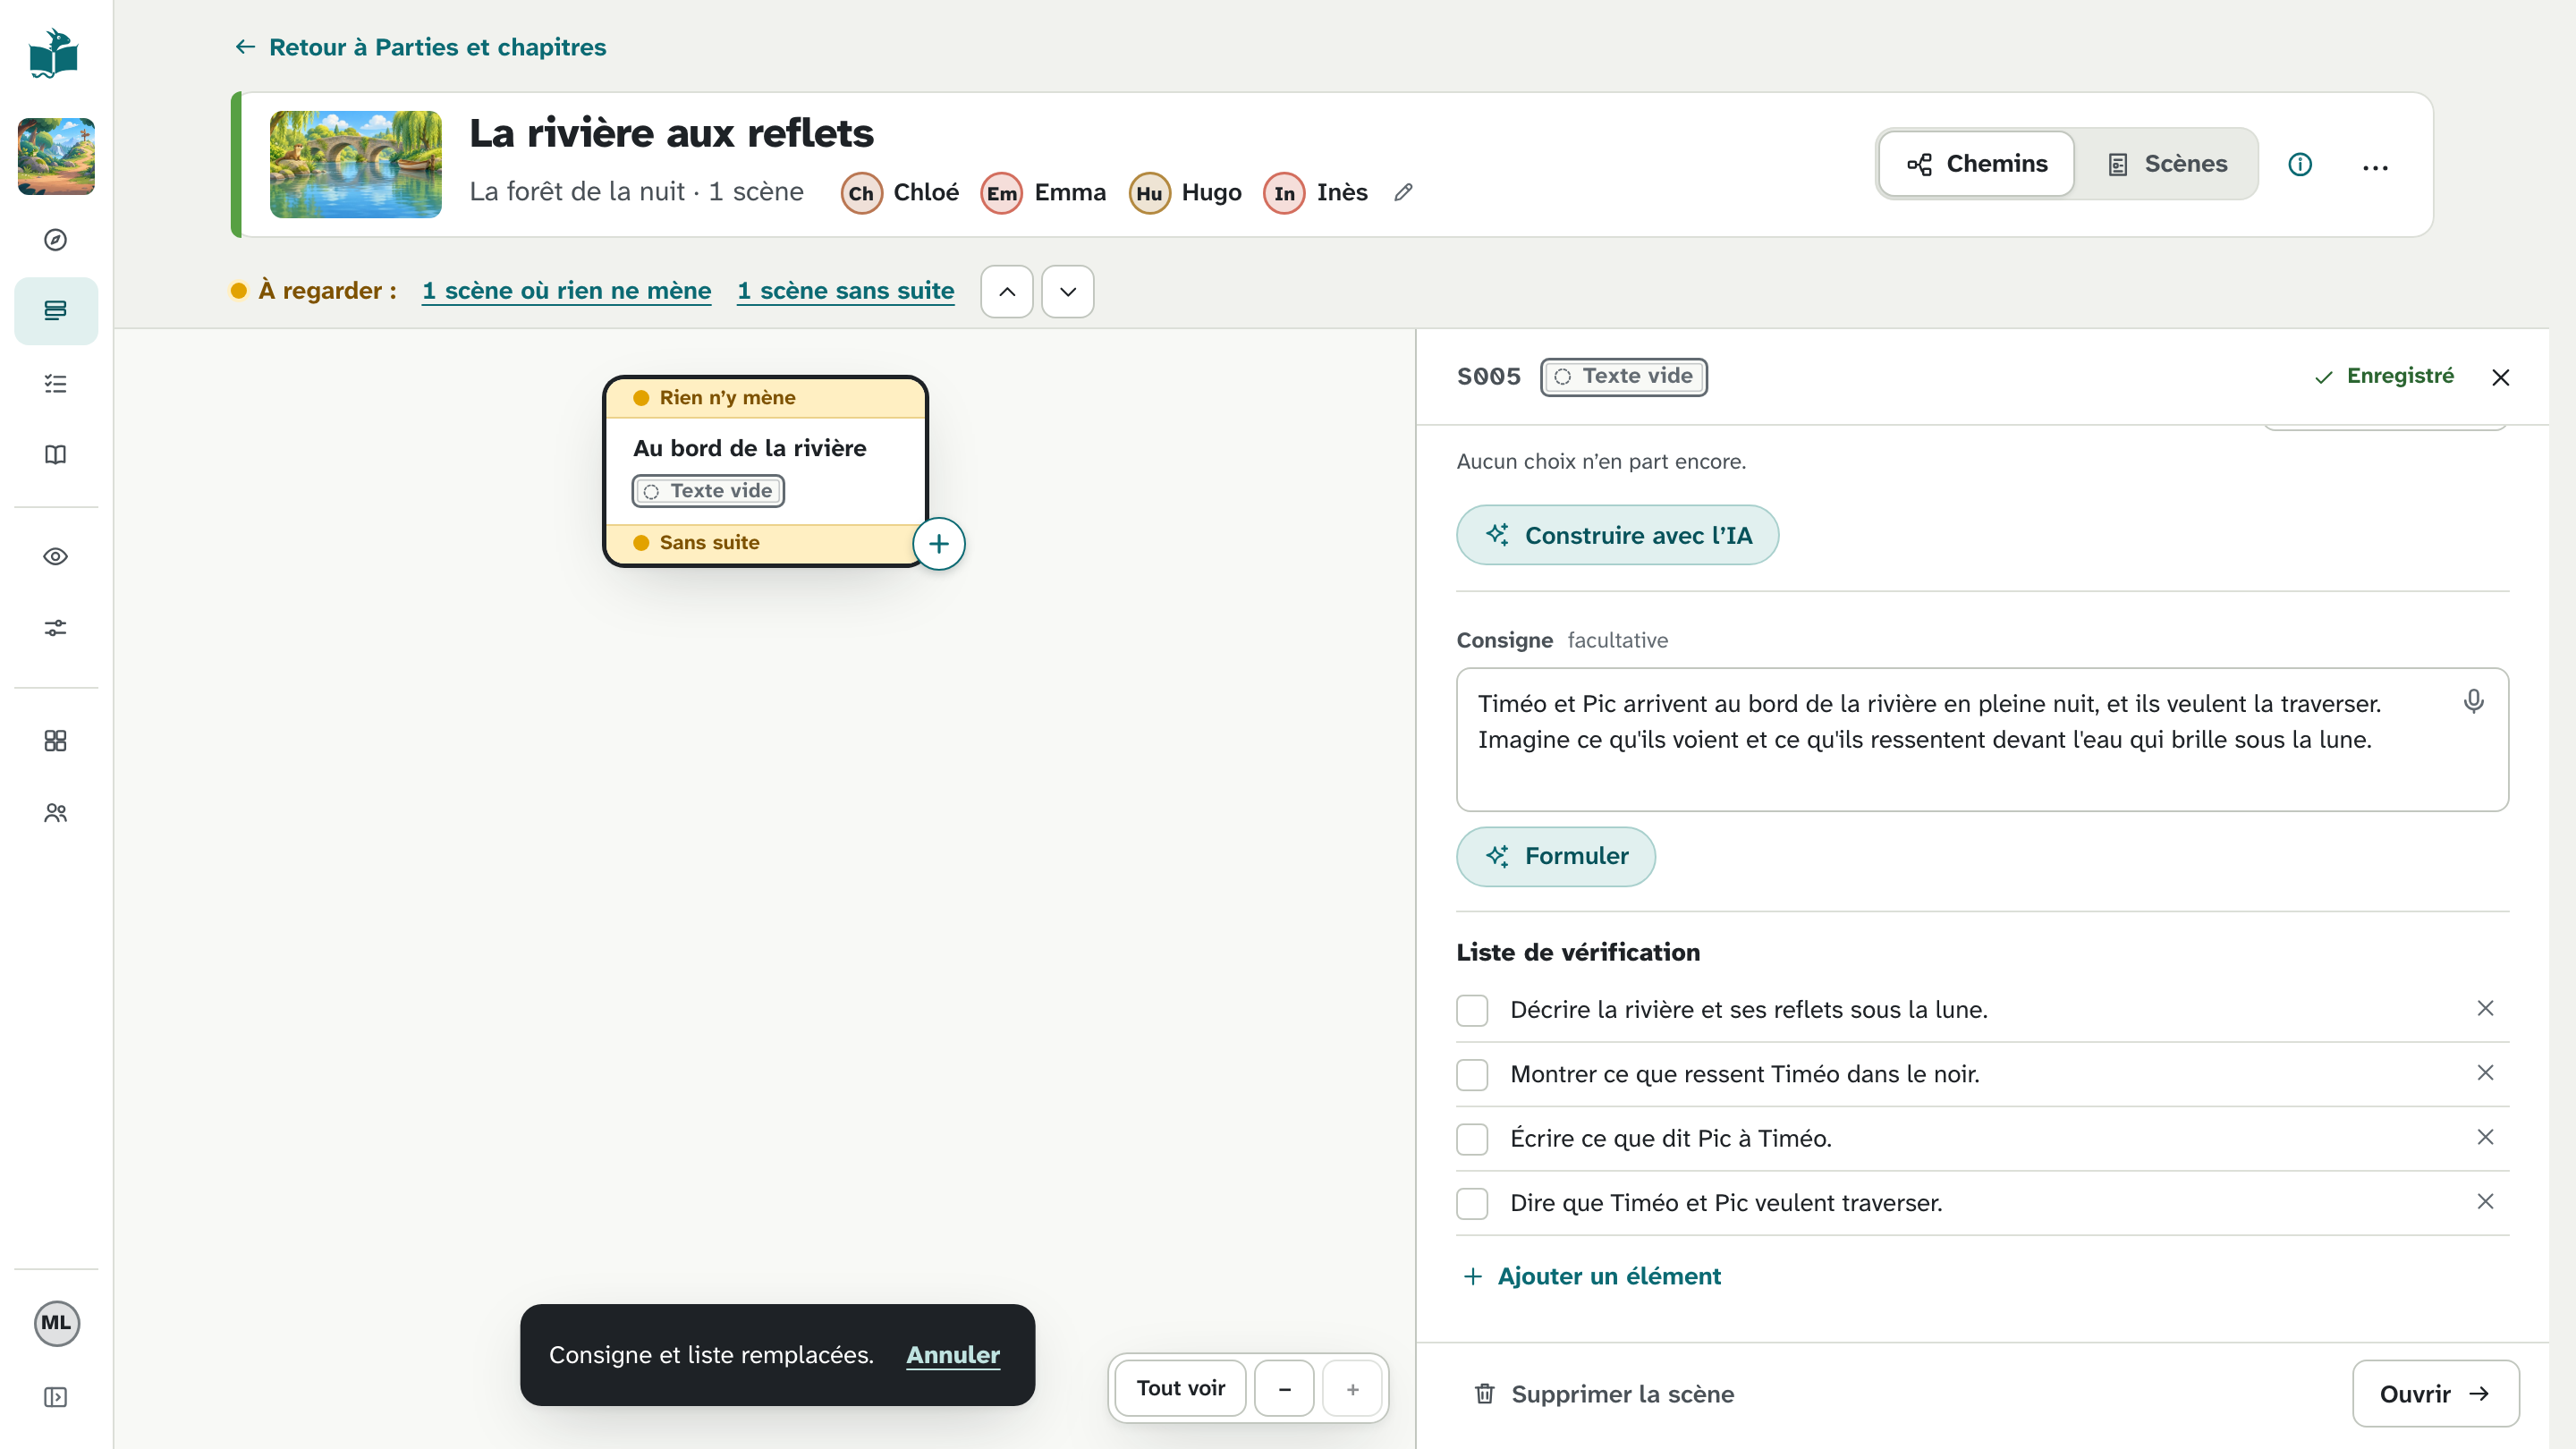 Retour à Parties et chapitres
La rivière aux reflets
La forêt de la nuit · 1 scène
Ch Chloé Em Emma Hu Hugo In Inès
Chemins
Scènes
À regarder : 1 scène où rien ne mène 1 scène sans suite
Rien n’y mène
Au bord de la rivière
Texte vide
Sans suite
Consigne et liste remplacées. Annuler
Tout voir
S005 Texte vide
Enregistré
Aucun choix n’en part encore.
Construire avec l’IA
Consigne facultative
Timéo et Pic arrivent au bord de la rivière en pleine nuit, et ils veulent la traverser.
Imagine ce qu'ils voient et ce qu'ils ressentent devant l'eau qui brille sous la lune.
Formuler
Liste de vérification
Décrire la rivière et ses reflets sous la lune.
Montrer ce que ressent Timéo dans le noir.
Écrire ce que dit Pic à Timéo.
Dire que Timéo et Pic veulent traverser.
Ajouter un élément
Supprimer la scène
Ouvrir
ML